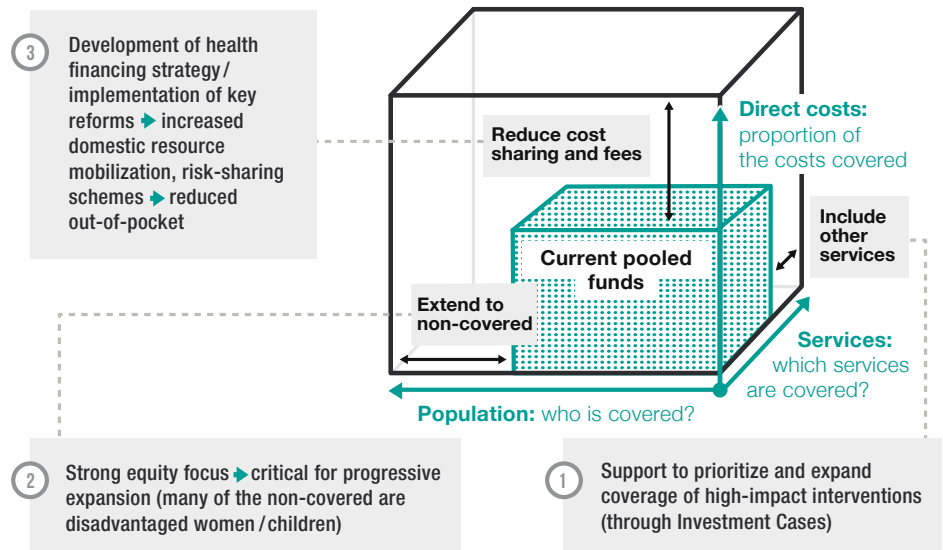 3
Development of health
financing strategy / 
implementation of key
reforms → increased
domestic resource
mobilization, risk-sharing
schemes → reduced
out-of-pocket
Reduce cost
sharing and fees
Direct costs:
proportion of
the costs covered
Include
other
services
Current pooled
funds
Extend to
non-covered
Services:
which services
are covered?
Population: who is covered?
2
Strong equity focus → critical for progressive
expansion (many of the non-covered are
disadvantaged women / children)
1
Support to prioritize and expand
coverage of high-impact interventions
(through Investment Cases)